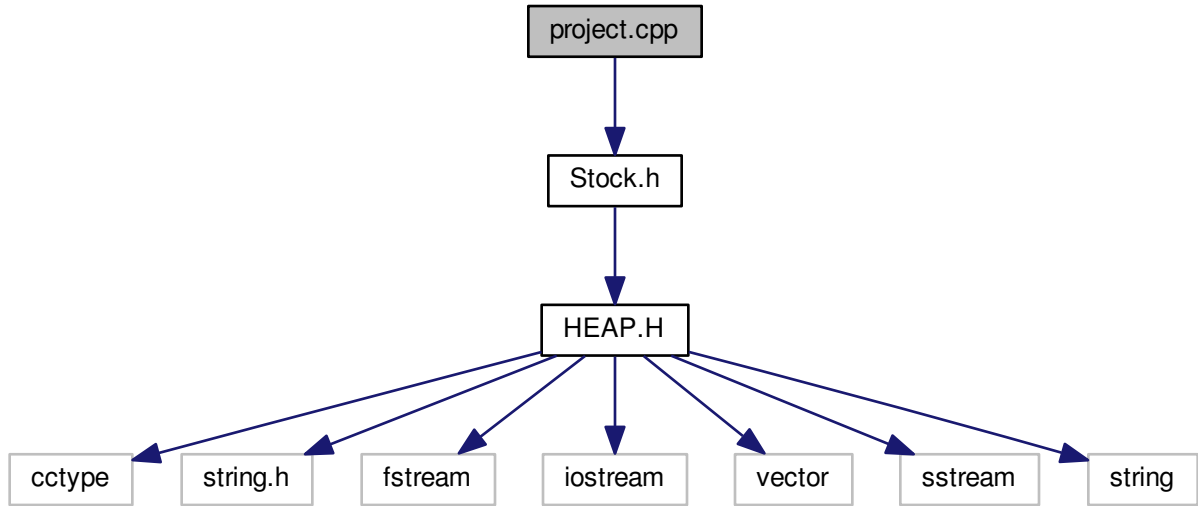 project.cpp
Stock.h
HEAP.H
cctype
string.h
fstream
iostream
vector
sstream
string